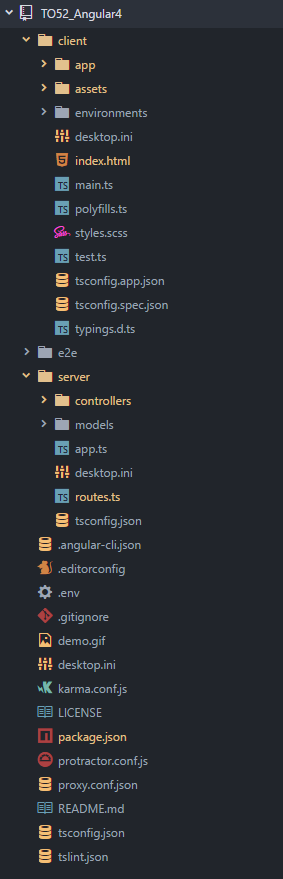 TO52_Angular4
client
app
assets
environments
desktop.ini
index.html
main.ts
TS polyfills.ts
styles.scss
TS test.ts
tsconfig.app.json
tsconfig.spec.json
TS typings.d.ts
e2e
server
controllers
models
TS app.ts
desktop.ini
TS routes.ts
tsconfig.json
.angular-cli.json
.editorconfig
.env
.gitignore
demo.gif
desktop.ini
karma.conf.js
LICENSE
package.json
protractor.conf.js
proxy.conf.json
README.md
tsconfig.json
tslint.json